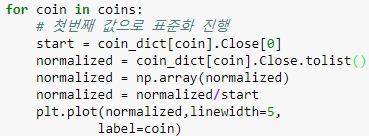 for coin in coins:
    # 첫번째 값으로 표준화 진행
    start = coin_dict[coin].Close[0]
    normalized = coin_dict[coin].Close.tolist()
    normalized = np.array(normalized)
    normalized = normalized/start
    plt.plot(normalized,linewidth=5,
            label=coin)